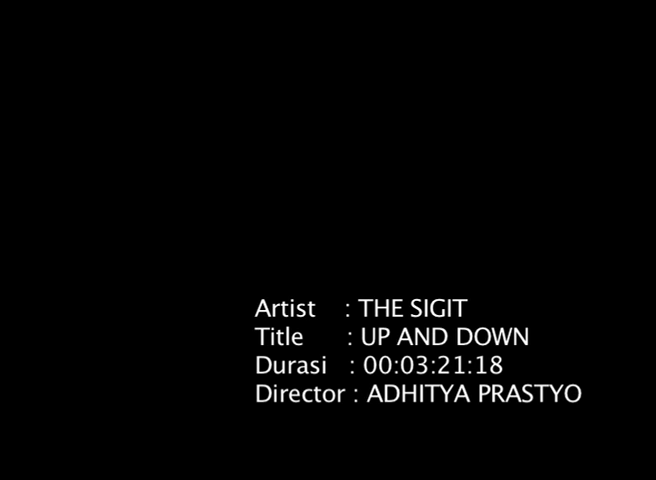 Artist : THE SIGIT
Title : UP AND DOWN
Durasi : 00:03:21:18
Director : ADHITYA PRASTYO